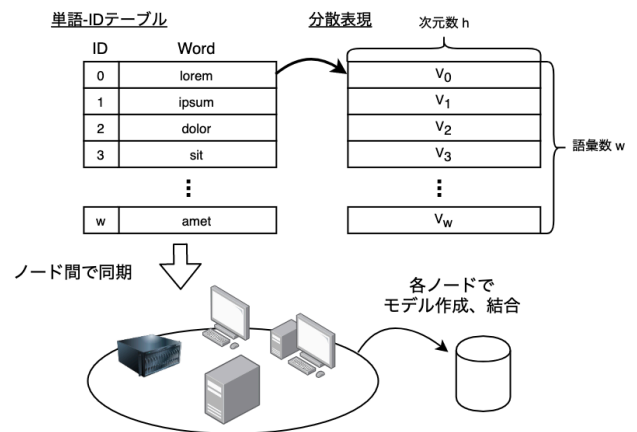 単語-IDテーブル
分散表現
次元数 h
ID Word
0 lorem
1 ipsum
2 dolor
3 sit
⋮
w amet
V0
V1
V2
V3
⋮
Vw
語彙数 w
ノード間で同期
各ノードで
モデル作成、結合